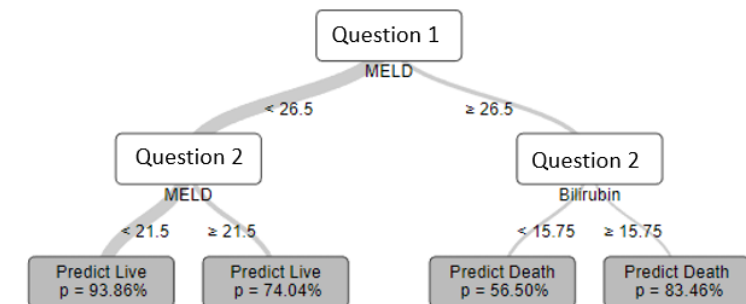 Question 1
MELD
< 26.5
≥ 26.5
Question 2
Question 2
MELD
Bilirubin
< 21.5
≥ 21.5
< 15.75
≥ 15.75
Predict Live
p = 93.86%
Predict Live
p = 74.04%
Predict Death
p = 56.50%
Predict Death
p = 83.46%